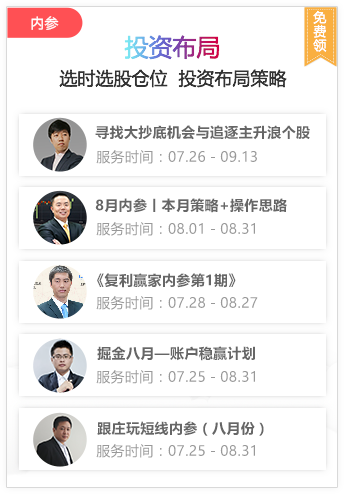 内参
免费领
投资布局
选时选股仓位 投资布局策略
寻找大抄底机会与追逐主升浪个股
服务时间：07.26 - 09.13
8月内参丨本月策略+操作思路
服务时间：08.01 - 08.31
《复利赢家内参第1期》
服务时间：07.28 - 08.27
掘金八月—账户稳赢计划
服务时间：07.25 - 08.31
跟庄玩短线内参（八月份）
服务时间：07.25 - 08.31